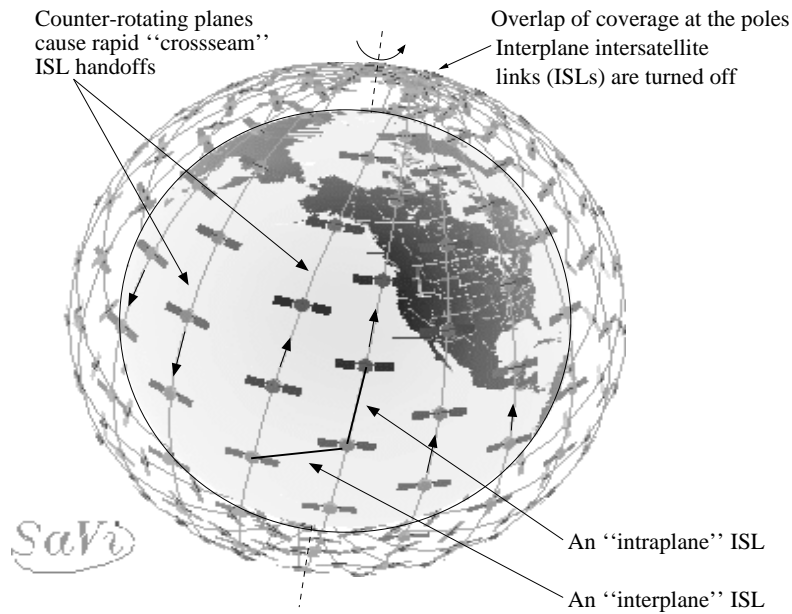 Counter-rotating planes
cause rapid ‘‘crossseam’’
ISL handoffs
Overlap of coverage at the poles
Interplane intersatellite
links (ISLs) are turned off
An ‘‘intraplane’’ ISL
An ‘‘interplane’’ ISL
SaVi